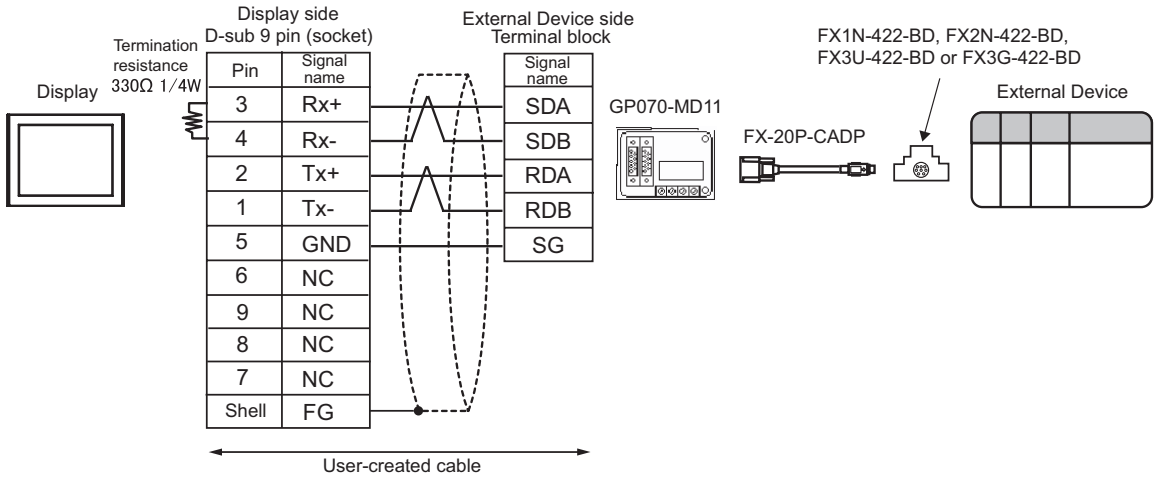 Display side
D-sub 9 pin (socket)
External Device side
Terminal block
Termination
resistance
330Ω 1/4W
Display
Pin Signal name
3 Rx+
4 Rx-
2 Tx+
1 Tx-
5 GND
6 NC
9 NC
8 NC
7 NC
Shell FG
Signal name
SDA
SDB
RDA
RDB
SG
GP070-MD11
FX-20P-CADP
FX1N-422-BD, FX2N-422-BD,
FX3U-422-BD or FX3G-422-BD
External Device
User-created cable